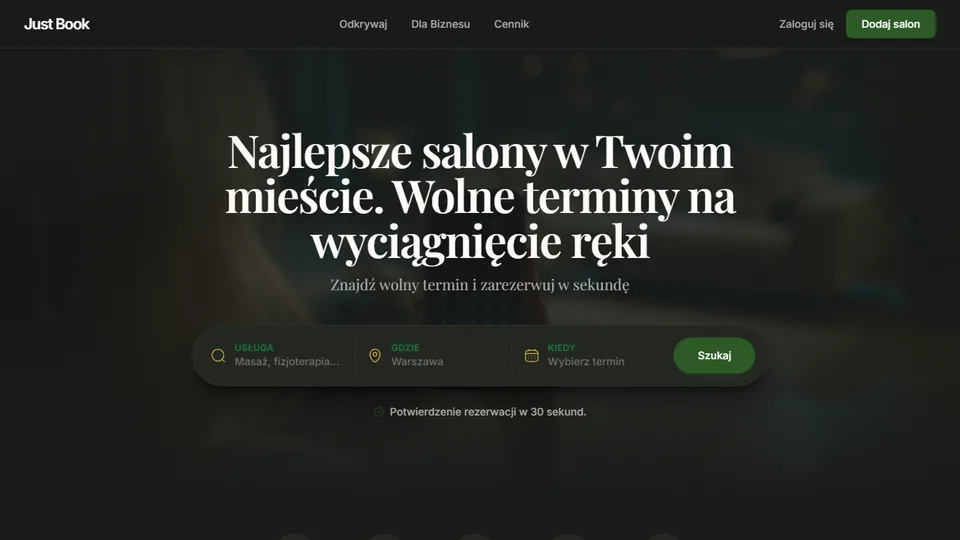 Just Book
Odkrywaj
Dla Biznesu
Cennik
Zaloguj się
Dodaj salon
Najlepsze salony w Twoim
mieście. Wolne terminy na
wyciągnięcie ręki
Znajdź wolny termin i zarezerwuj w sekundę
USŁUGA
Masaż, fizjoterapia...
GDZIE
Warszawa
KIEDY
Wybierz termin
Szukaj
Potwierdzenie rezerwacji w 30 sekund.